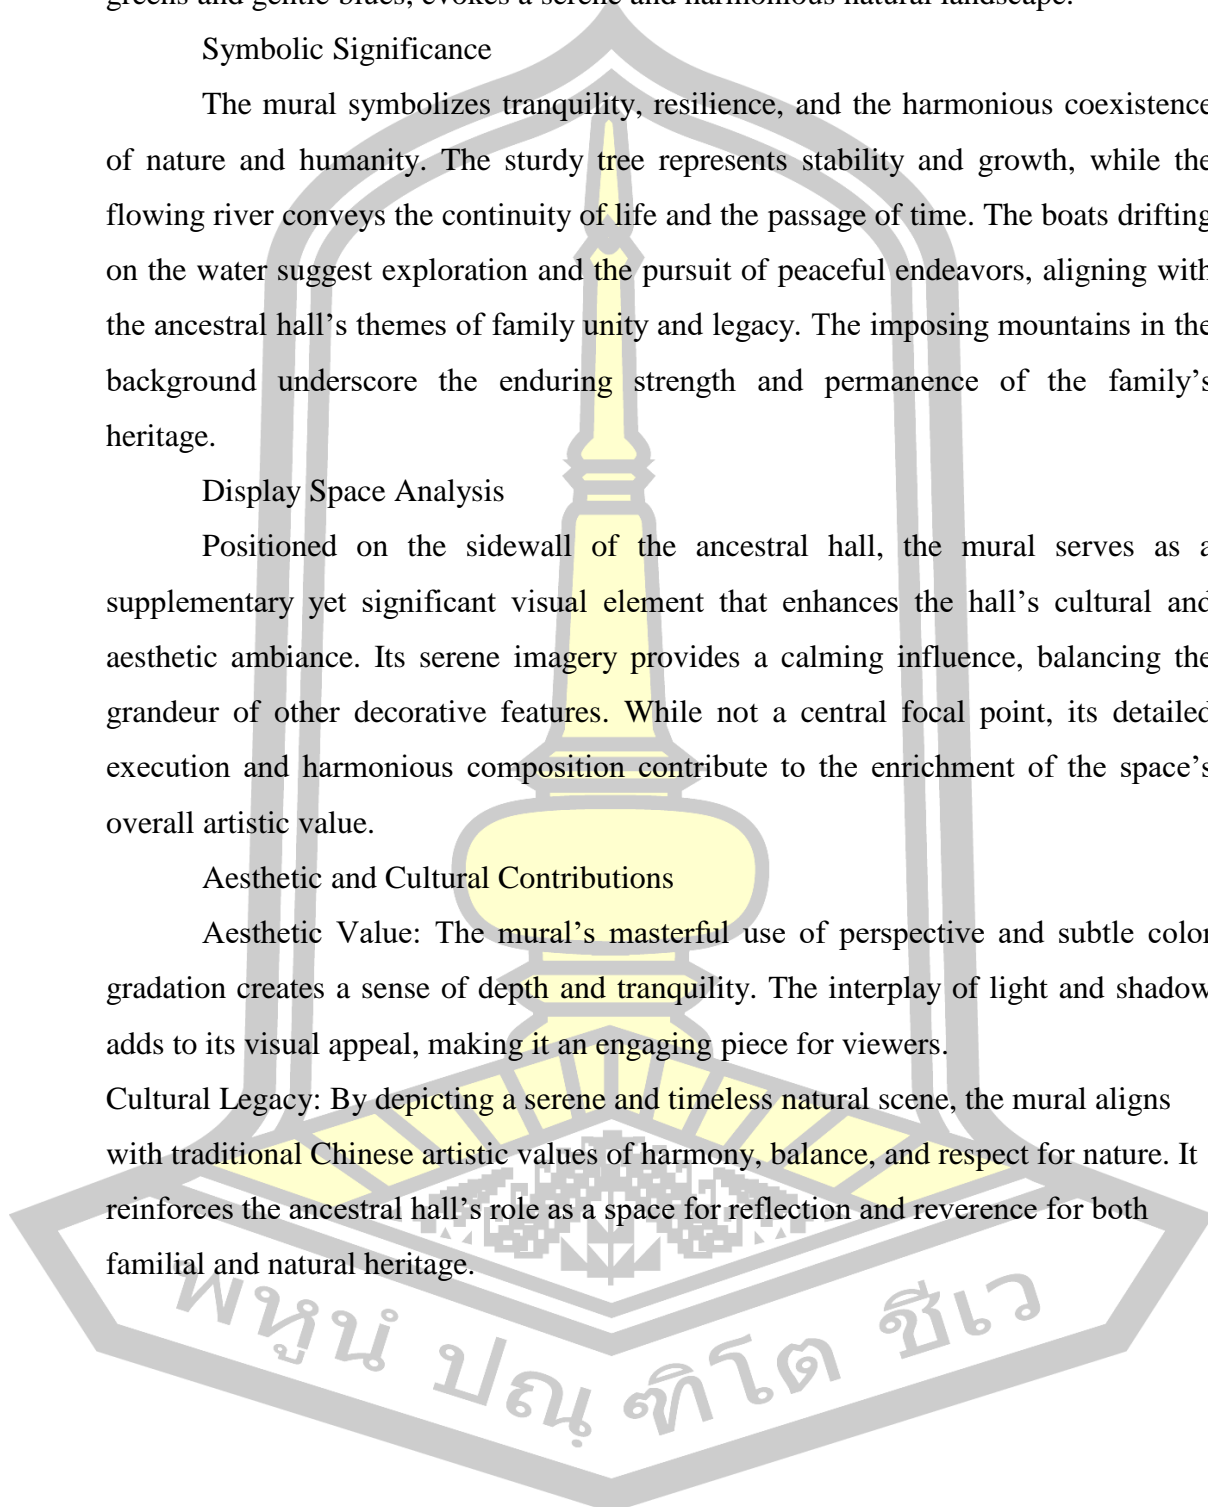 greens and gentle blues, evokes a serene and harmonious natural landscape.
Symbolic Significance
The mural symbolizes tranquility, resilience, and the harmonious coexistence
of nature and humanity. The sturdy tree represents stability and growth, while the
flowing river conveys the continuity of life and the passage of time. The boats drifting
on the water suggest exploration and the pursuit of peaceful endeavors, aligning with
the ancestral hall’s themes of family unity and legacy. The imposing mountains in the
background underscore the enduring strength and permanence of the family’s
heritage.
Display Space Analysis
Positioned on the sidewall of the ancestral hall, the mural serves as a
supplementary yet significant visual element that enhances the hall’s cultural and
aesthetic ambiance. Its serene imagery provides a calming influence, balancing the
grandeur of other decorative features. While not a central focal point, its detailed
execution and harmonious composition contribute to the enrichment of the space’s
overall artistic value.
Aesthetic and Cultural Contributions
Aesthetic Value: The mural’s masterful use of perspective and subtle color
gradation creates a sense of depth and tranquility. The interplay of light and shadow
adds to its visual appeal, making it an engaging piece for viewers.
Cultural Legacy: By depicting a serene and timeless natural scene, the mural aligns
with traditional Chinese artistic values of harmony, balance, and respect for nature. It
reinforces the ancestral hall’s role as a space for reflection and reverence for both
familial and natural heritage.
พหูนํ ปณฺฑิโต ชีเว